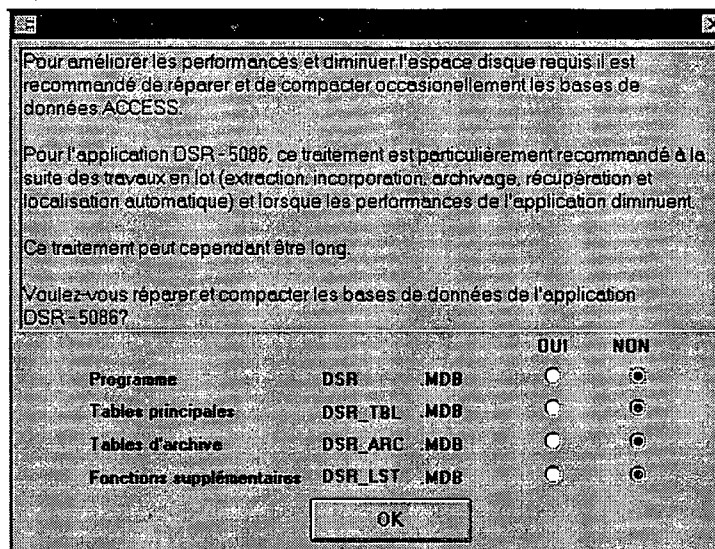 Pour améliorer les performances et diminuer l'espace disque requis il est
recommandé de réparer et de compacter occasionellement les bases de
données ACCESS.
Pour l'application DSR-5086, ce traitement est particulièrement recommandé à la
suite des travaux en lot (extraction, incorporation, archivage, récupération et
localisation automatique) et lorsque les performances de l'application diminuent.
Ce traitement peut cependant être long.
Voulez-vous réparer et compacter les bases de données de l'application
DSR-5086?
OUI NON
Programme DSR .MDB
Tables principales DSR_TBL .MDB
Tables d'archive DSR_ARC .MDB
Fonctions supplémentaires DSR_LST .MDB
OK